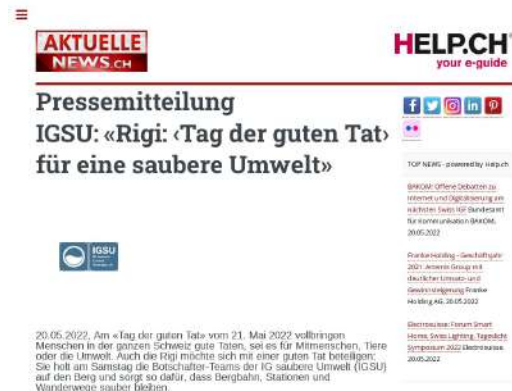 AKTUELLE
NEWS.CH
HELP.CH
your e-guide
Pressemitteilung
IGSU: «Rigi: ‹Tag der guten Tat›
für eine saubere Umwelt»
IGSU
20.05.2022, Am «Tag der guten Tat» vom 21. Mai 2022 vollbringen
Menschen in der ganzen Schweiz gute Taten, sei es für Mitmenschen, Tiere
oder die Umwelt. Auch die Rigi möchte sich mit einer guten Tat beteiligen:
Sie holt am Samstag die Botschafter-Teams der IG saubere Umwelt (IGSU)
auf den Berg und sorgt so dafür, dass Bergbahn, Stationen und
Wanderwege sauber bleiben.
TOP NEWS - powered by Help.ch
BAKOM: Offene Debatten zu
Internet und Digitalisierung am
nächsten Swiss IGF Bundesamt
für Kommunikation BAKOM,
20.05.2022
Franke Holding - Geschäftsjahr
2021: Artemis Group mit
deutlicher Umsatz- und
Gewinnsteigerung Franke
Holding AG, 20.05.2022
Electrosuisse: Forum Smart
Home, Swiss Lighting, Tageslicht
Symposium 2022 Electrosuisse,
20.05.2022